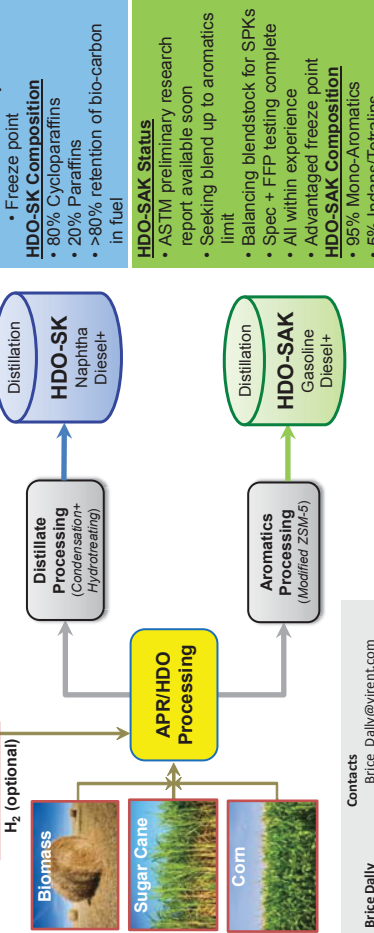 H2 (optional)
Biomass
Sugar Cane
Corn
APR/HDO
Processing
Distillate
Processing
(Condensation+
Hydrotreating)
Aromatics
Processing
(Modified ZSM-5)
Distillation
HDO-SK
Naphtha
Diesel+
Distillation
HDO-SAK
Gasoline
Diesel+
• Freeze point
HDO-SK Composition
• 80% Cycloparaffins
• 20% Paraffins
• >80% retention of bio-carbon
in fuel
HDO-SAK Status
• ASTM preliminary research
report available soon
• Seeking blend up to aromatics
limit
• Balancing blendstock for SPKs
• Spec + FFP testing complete
• All within experience
• Advantaged freeze point
HDO-SAK Composition
• 95% Mono-Aromatics
• 5% Indans/Tetralins
Contacts
Brice Dally Brice_Dally@virent.com